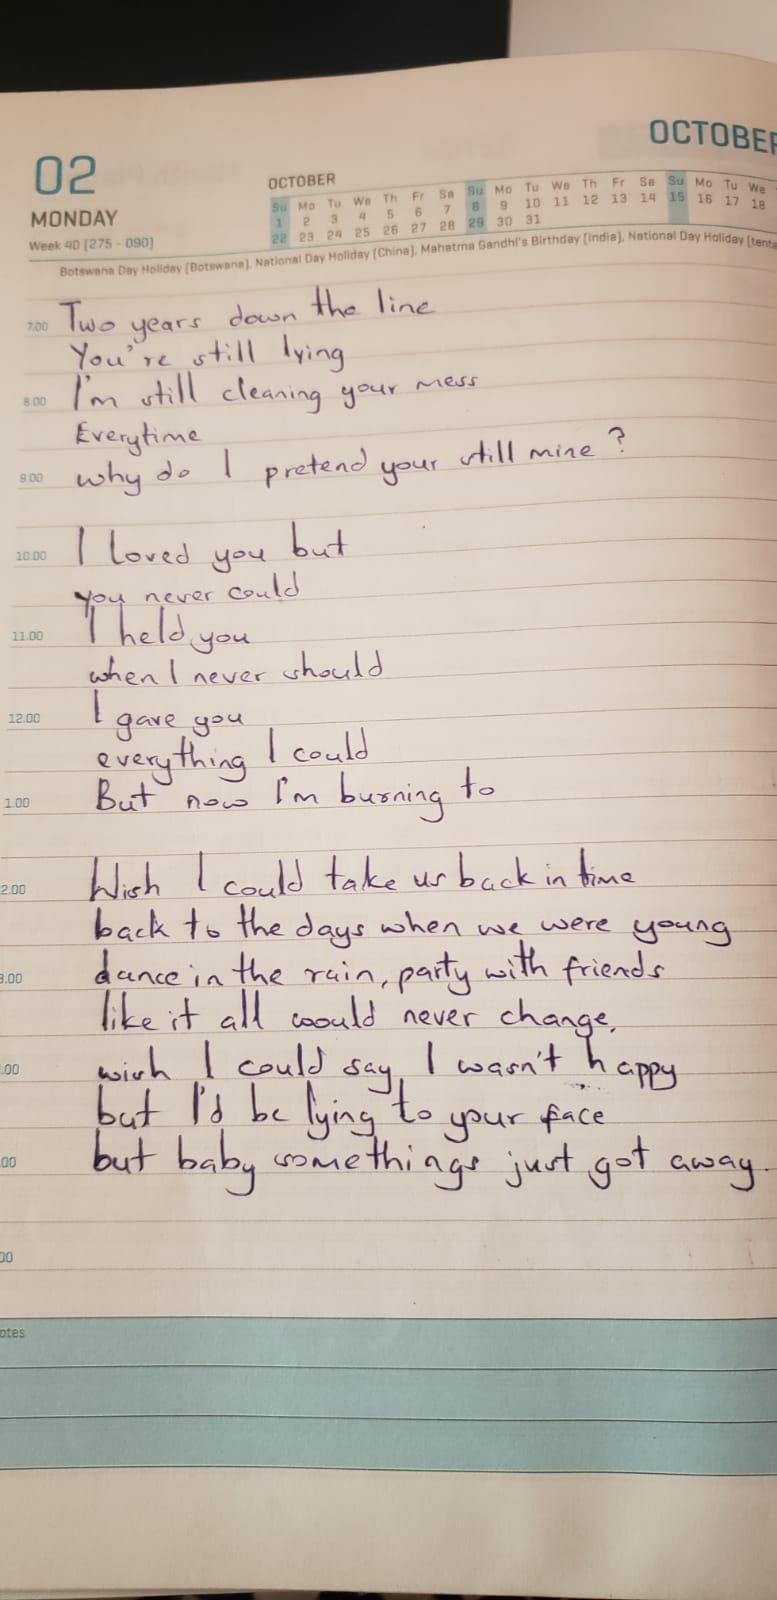 OCTOBER
02
MONDAY
Week 40 (275 - 090)
OCTOBER
Su Mo Tu We Th Fr Sa Su Mo Tu We Th Fr Sa Su Mo Tu We
1 2 3 4 5 6 7 8 9 10 11 12 13 14 15 16 17 18
22 23 24 25 26 27 28 29 30 31
Botswana Day Holiday (Botswana), National Day Holiday (China), Mahatma Gandhi's Birthday (India), National Day Holiday (tenta
7.00 Two years down the line
You're still lying
8.00 I'm still cleaning your mess
Everytime
9.00 why do I pretend your still mine ?
10.00 I loved you but
you never could
11.00 I held you
when I never should
12.00 I gave you
everything I could
1.00 But now I'm burning to
2.00 Wish I could take us back in time
back to the days when we were young
3.00 dance in the rain, party with friends
like it all would never change,
.00 wish I could say I wasn't happy
but I'd be lying to your face
00 but baby somethings just got away.
00
otes